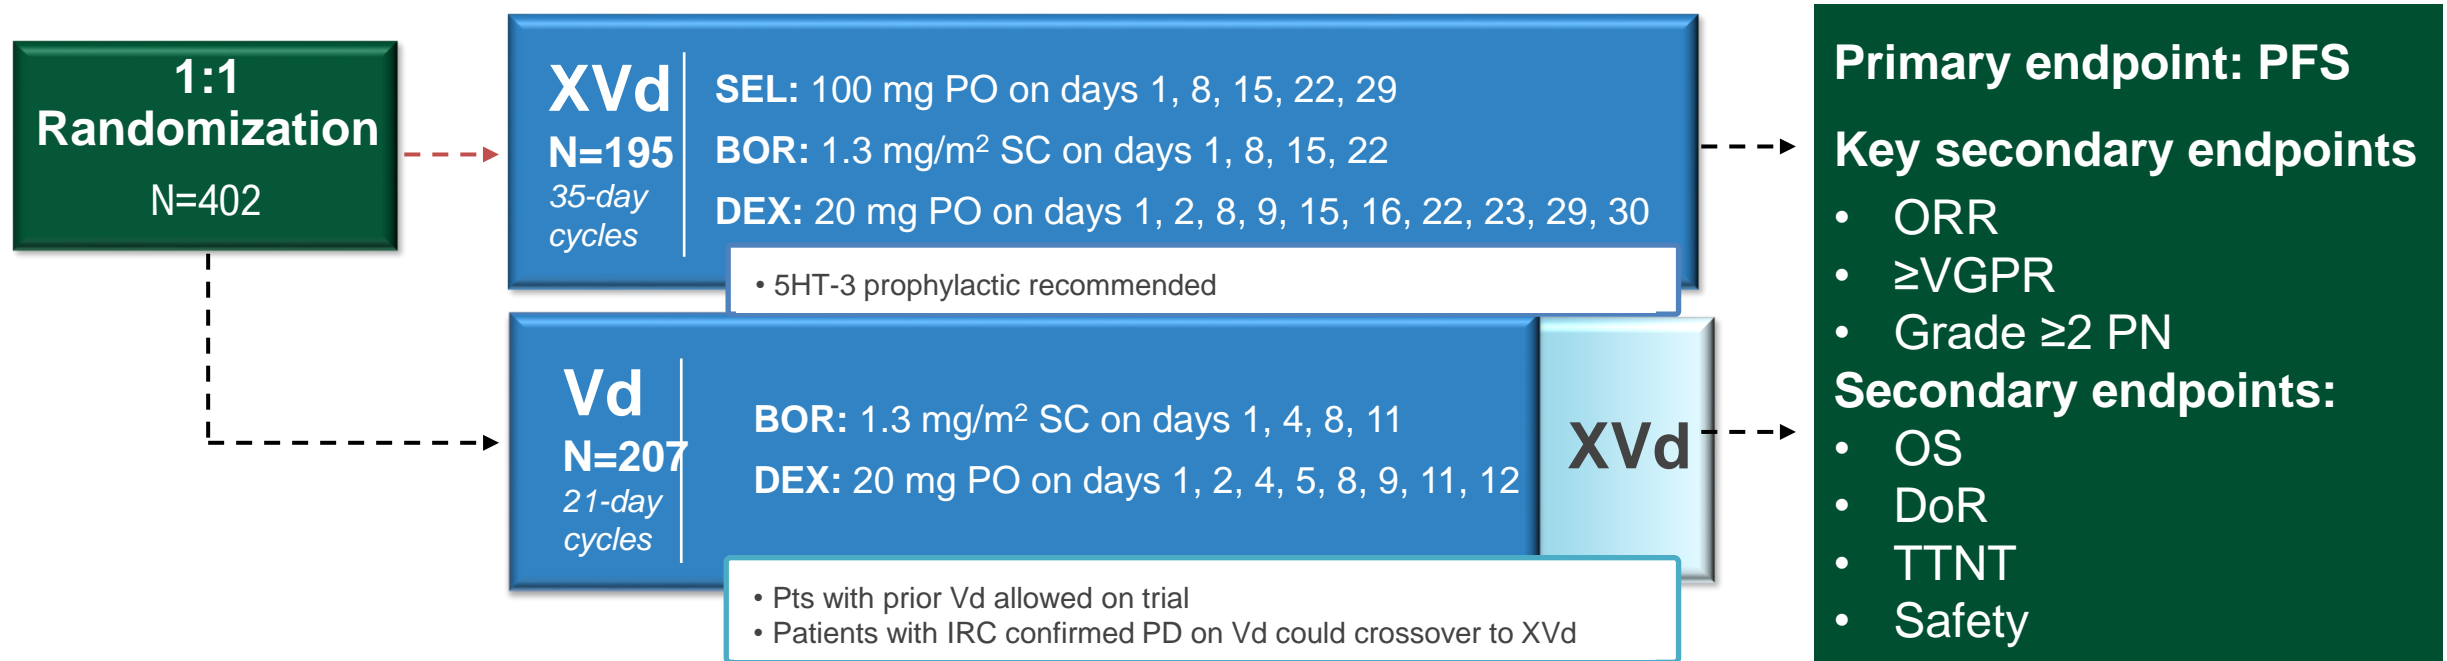 1:1
Randomization
N=402
XVd
N=195
35-day
cycles
SEL: 100 mg PO on days 1, 8, 15, 22, 29
BOR: 1.3 mg/m² SC on days 1, 8, 15, 22
DEX: 20 mg PO on days 1, 2, 8, 9, 15, 16, 22, 23, 29, 30
• 5HT-3 prophylactic recommended
Vd
N=207
21-day
cycles
BOR: 1.3 mg/m² SC on days 1, 4, 8, 11
DEX: 20 mg PO on days 1, 2, 4, 5, 8, 9, 11, 12
XVd
• Pts with prior Vd allowed on trial
• Patients with IRC confirmed PD on Vd could crossover to XVd
Primary endpoint: PFS
Key secondary endpoints
• ORR
• ≥VGPR
• Grade ≥2 PN
Secondary endpoints:
• OS
• DoR
• TTNT
• Safety